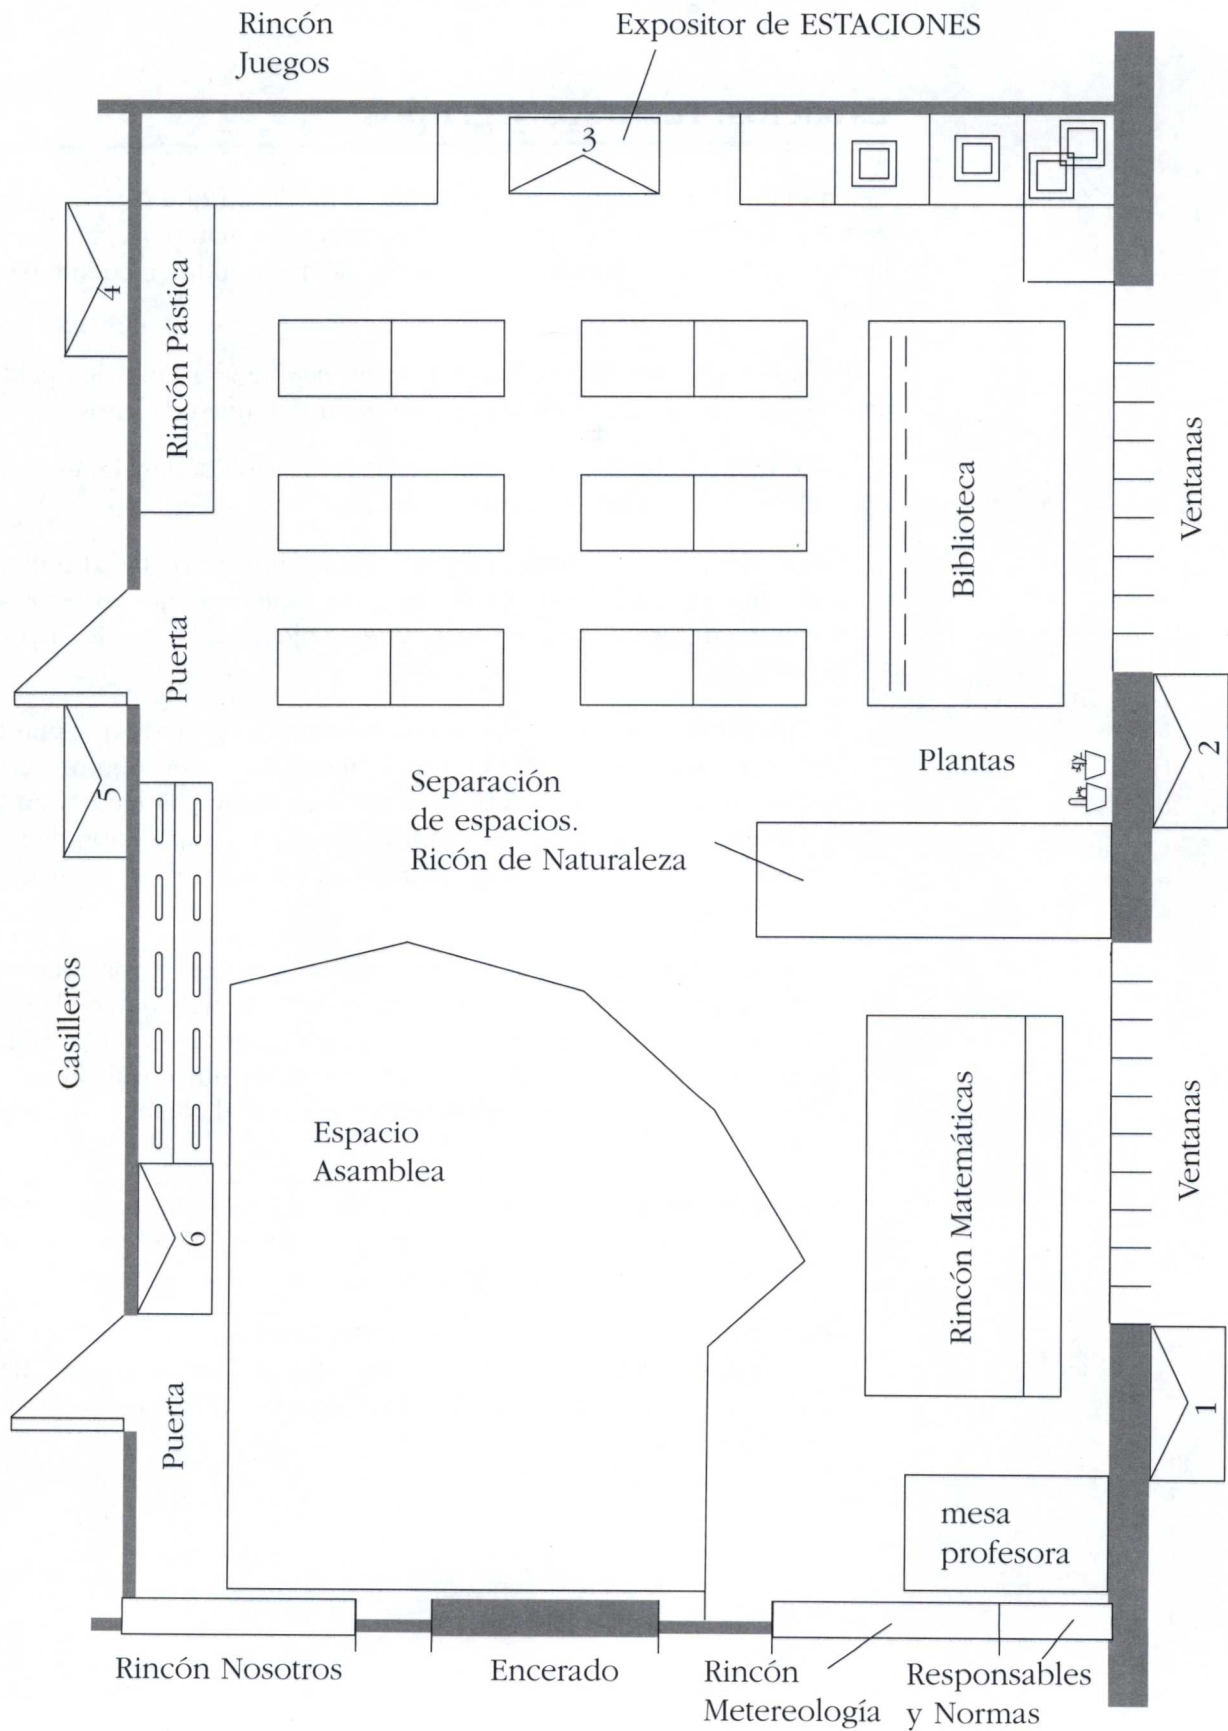 Rincón
Juegos
Expositor de ESTACIONES
3
4
Rincón Pástica
Biblioteca
Ventanas
Puerta
5
Plantas
2
Separación
de espacios.
Ricón de Naturaleza
Casilleros
Espacio
Asamblea
Rincón Matemáticas
Ventanas
6
Puerta
1
mesa
profesora
Rincón Nosotros
Encerado
Rincón
Metereología
Responsables
y Normas